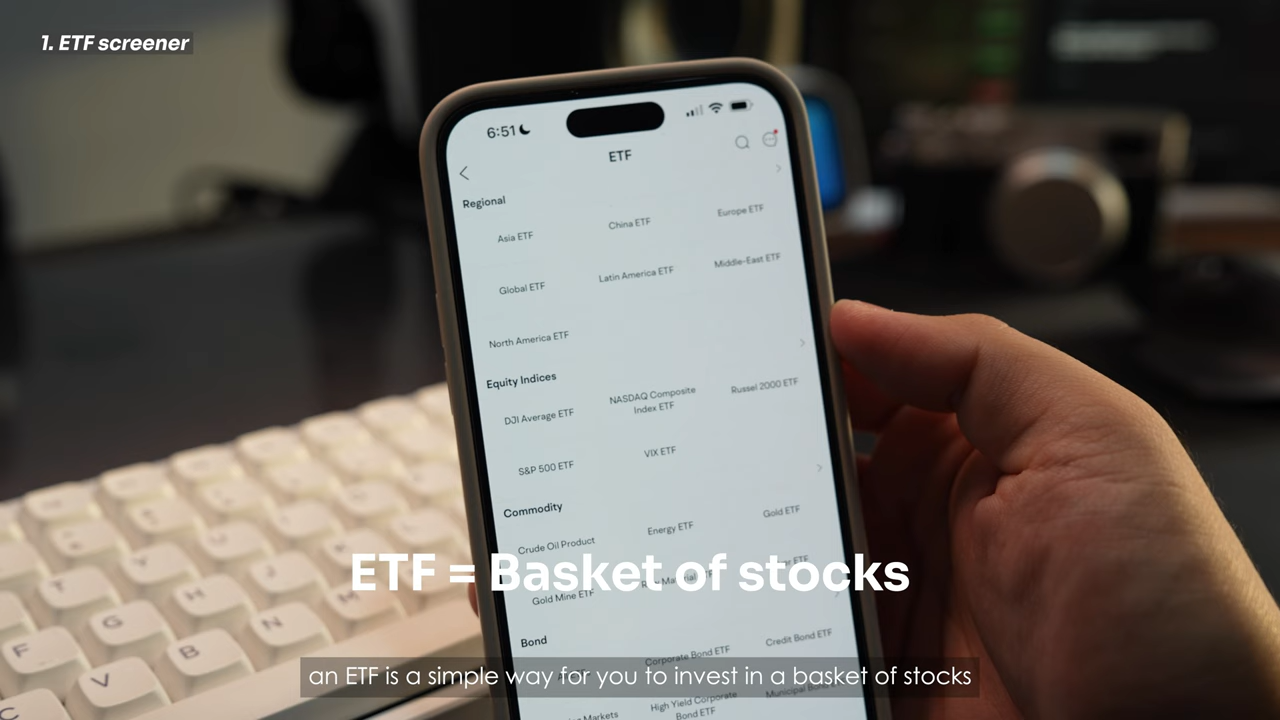 1. ETF screener
6:51
ETF
Regional
Asia ETF
China ETF
Europe ETF
Global ETF
Latin America ETF
Middle-East ETF
North America ETF
Equity Indices
DJI Average ETF
NASDAQ Composite
Index ETF
Russel 2000 ETF
S&P 500 ETF
VIX ETF
Commodity
Crude Oil Product
Energy ETF
Gold ETF
ETF = Basket of stocks
Gold Mine ETF
Bond
Corporate Bond ETF
Credit Bond ETF
an ETF is a simple way for you to invest in a basket of stocks
Markets
High Yield Corporate
Bond ETF
Municipal Bond
F
G
H
J
B
N
V
C
T
Y
M